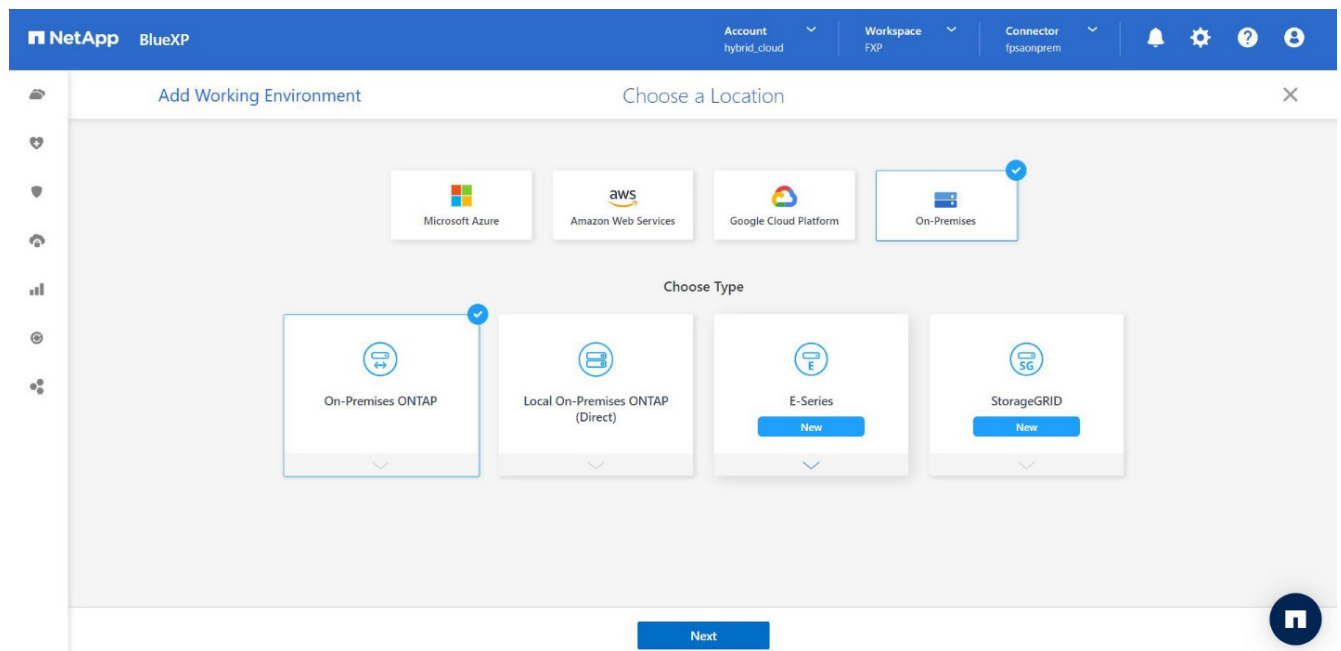 NetApp BlueXP
Account
hybrid_cloud
Workspace
FXP
Connector
fpsaonprem
Add Working Environment
Choose a Location
Microsoft Azure
aws
Amazon Web Services
Google Cloud Platform
On-Premises
Choose Type
On-Premises ONTAP
Local On-Premises ONTAP
(Direct)
E
E-Series
New
SG
StorageGRID
New
Next